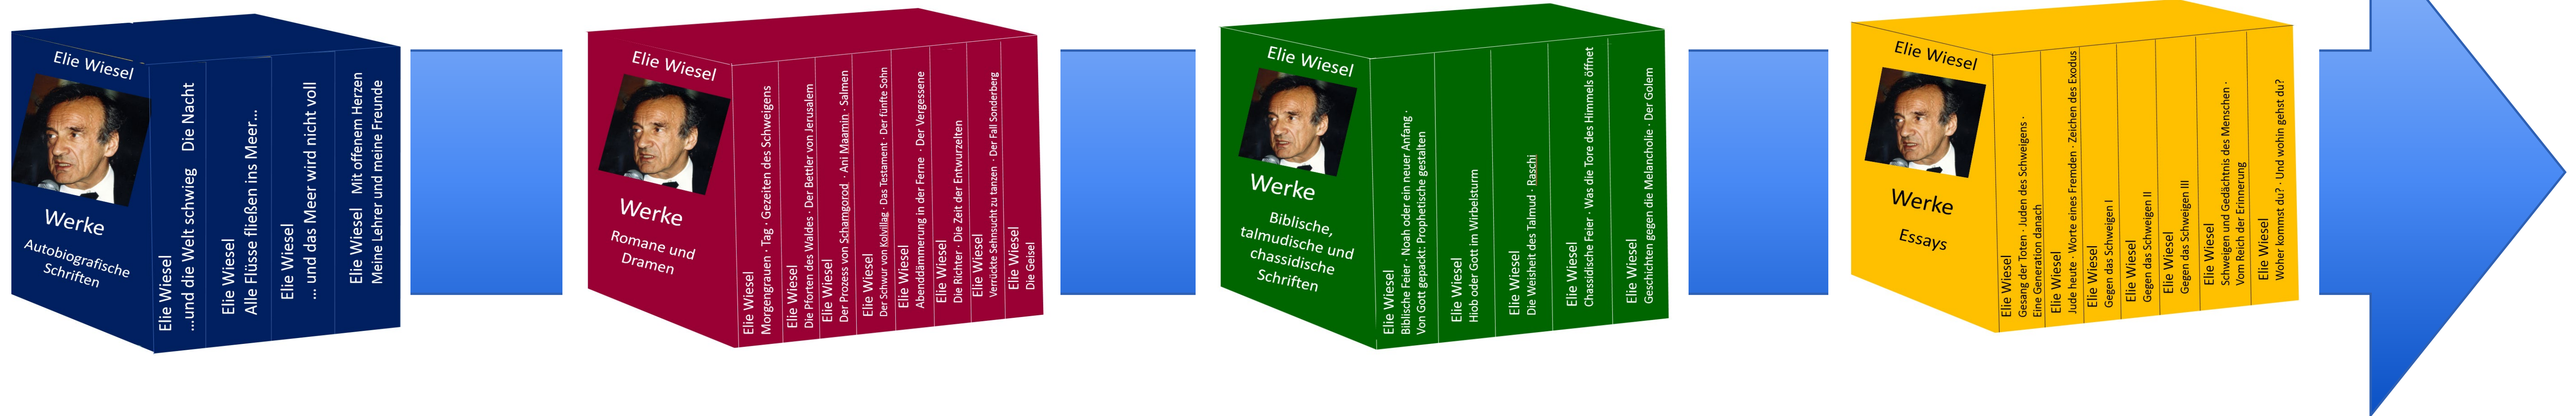 Elie Wiesel
Werke
Autobiografische
Schriften
Elie Wiesel
...und die Welt schwieg Die Nacht
Elie Wiesel
Alle Flüsse fließen ins Meer...
Elie Wiesel
... und das Meer wird nicht voll
Elie Wiesel Mit offenem Herzen
Meine Lehrer und meine Freunde
Elie Wiesel
Werke
Romane und
Dramen
Elie Wiesel
Morgengrauen · Tag · Gezeiten des Schweigens
Elie Wiesel
Die Pforten des Waldes · Der Bettler von Jerusalem
Elie Wiesel
Der Prozess von Schamgorod · Ani Maamin · Salmen
Elie Wiesel
Der Schwur von Kolvillag · Das Testament · Der fünfte Sohn
Elie Wiesel
Abenddämmerung in der Ferne · Der Vergessene
Elie Wiesel
Die Richter · Die Zeit der Entwurzelten
Elie Wiesel
Verrückte Sehnsucht zu tanzen · Der Fall Sonderberg
Elie Wiesel
Die Geisel
Elie Wiesel
Werke
Biblische,
talmudische und
chassidische
Schriften
Elie Wiesel
Biblische Feier · Noah oder ein neuer Anfang ·
Von Gott gepackt: Prophetische gestalten
Elie Wiesel
Hiob oder Gott im Wirbelsturm
Elie Wiesel
Die Weisheit des Talmud · Raschi
Elie Wiesel
Chassidische Feier · Was die Tore des Himmels öffnet
Elie Wiesel
Geschichten gegen die Melancholie · Der Golem
Elie Wiesel
Werke
Essays
Elie Wiesel
Gesang der Toten · Juden des Schweigens ·
Eine Generation danach
Elie Wiesel
Jude heute · Worte eines Fremden · Zeichen des Exodus
Elie Wiesel
Gegen das Schweigen I
Elie Wiesel
Gegen das Schweigen II
Elie Wiesel
Gegen das Schweigen III
Elie Wiesel
Schweigen und Gedächtnis des Menschen ·
Vom Reich der Erinnerung
Elie Wiesel
Woher kommst du? · Und wohin gehst du?